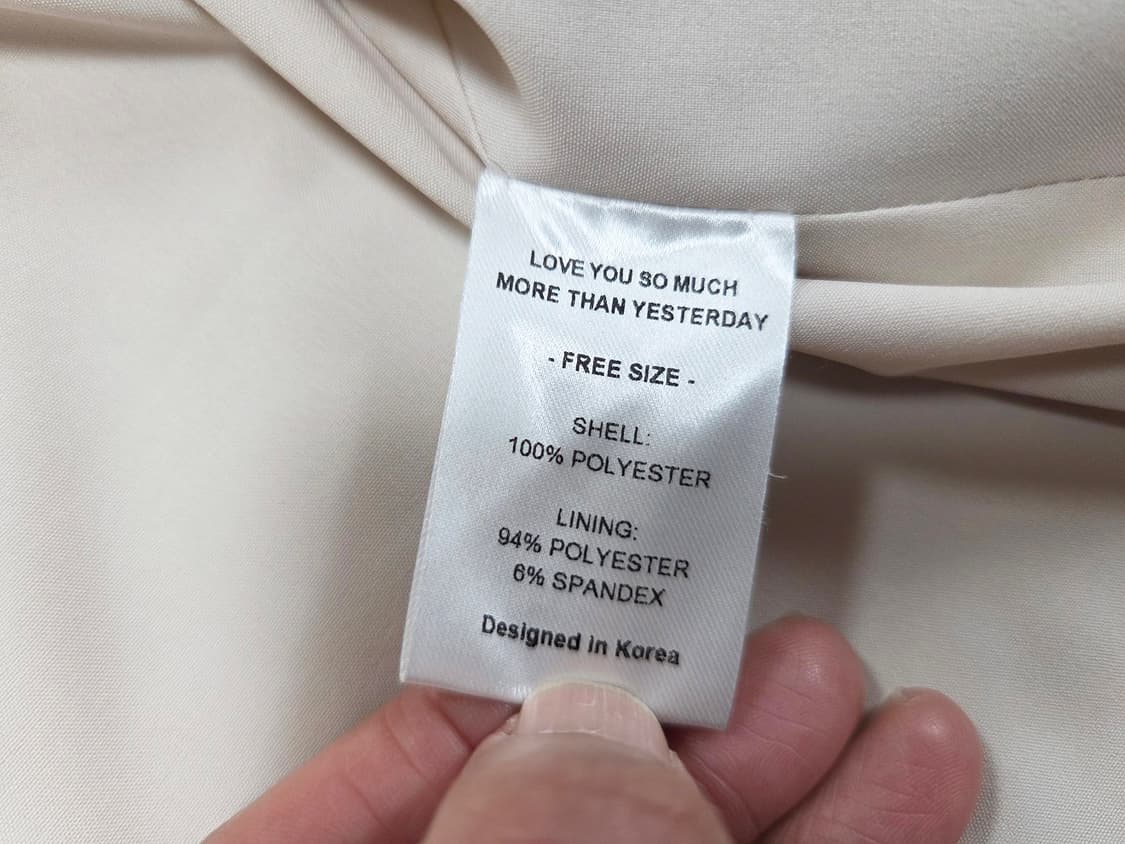 LOVE YOU SO MUCH
MORE THAN YESTERDAY
- FREE SIZE -
SHELL:
100% POLYESTER
LINING:
94% POLYESTER
6% SPANDEX
Designed in Korea